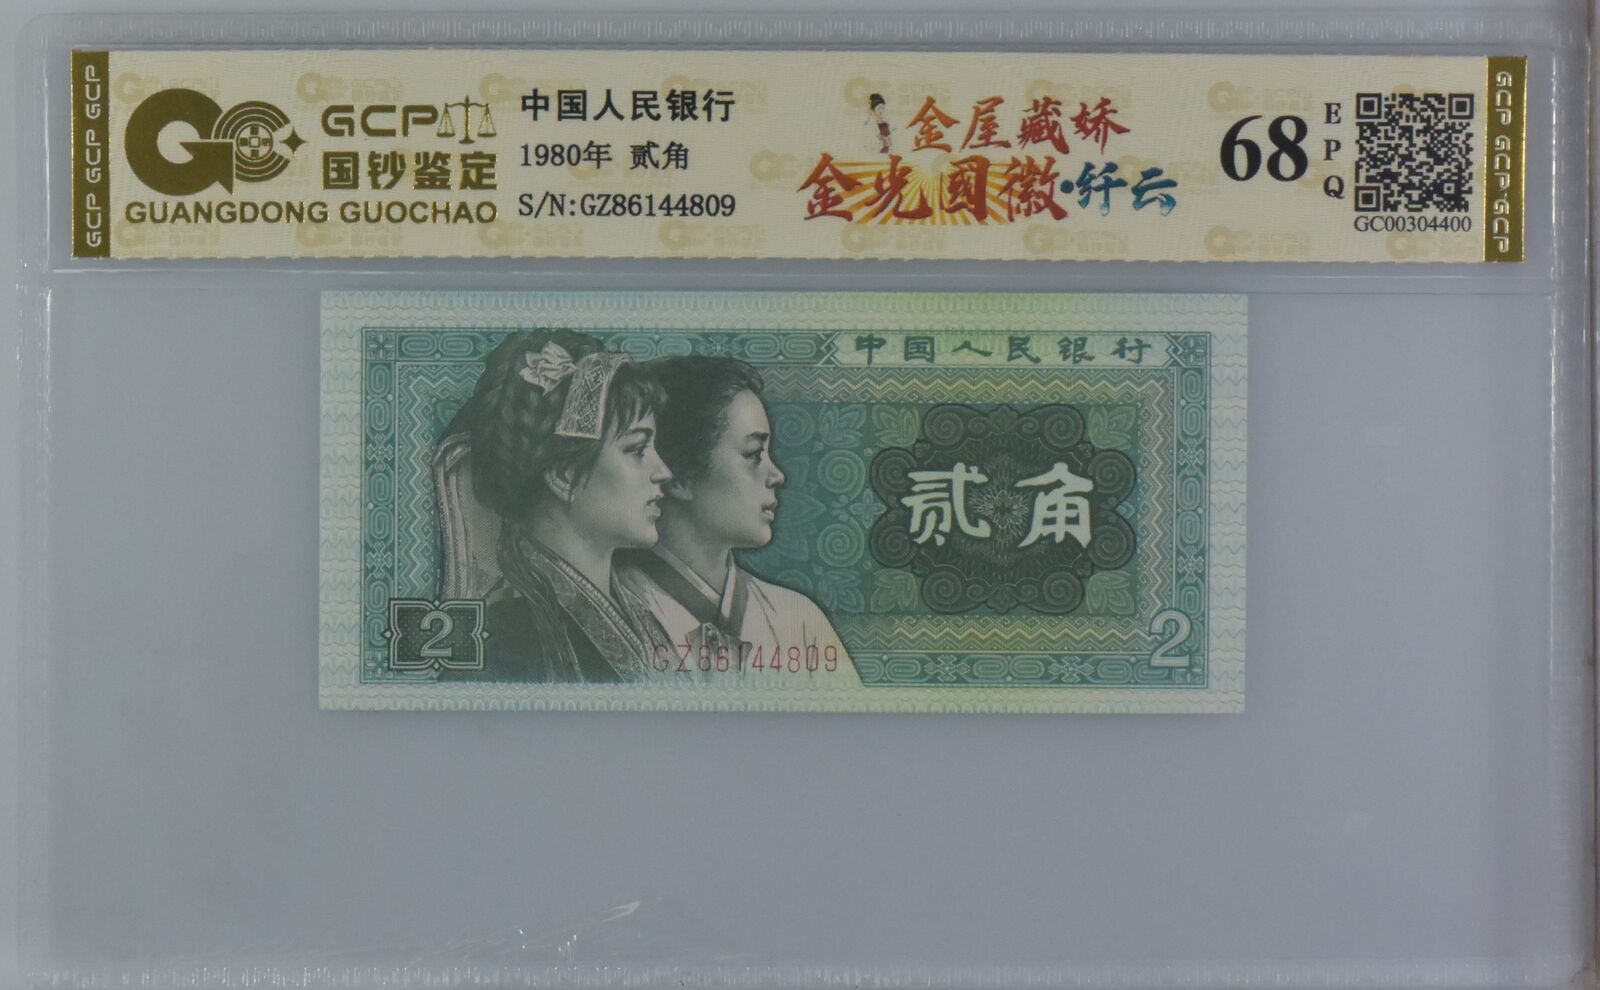 GCP GCP GCP
GCP
国钞鉴定
GUANGDONG GUOCHAO
中国人民银行
1980年 贰角
S/N:GZ86144809
金屋藏娇
金光國徽·纤云
68
EPQ
GC00304400
GCP GCP GCP
中国人民银行
贰角
2
2
GZ86144809